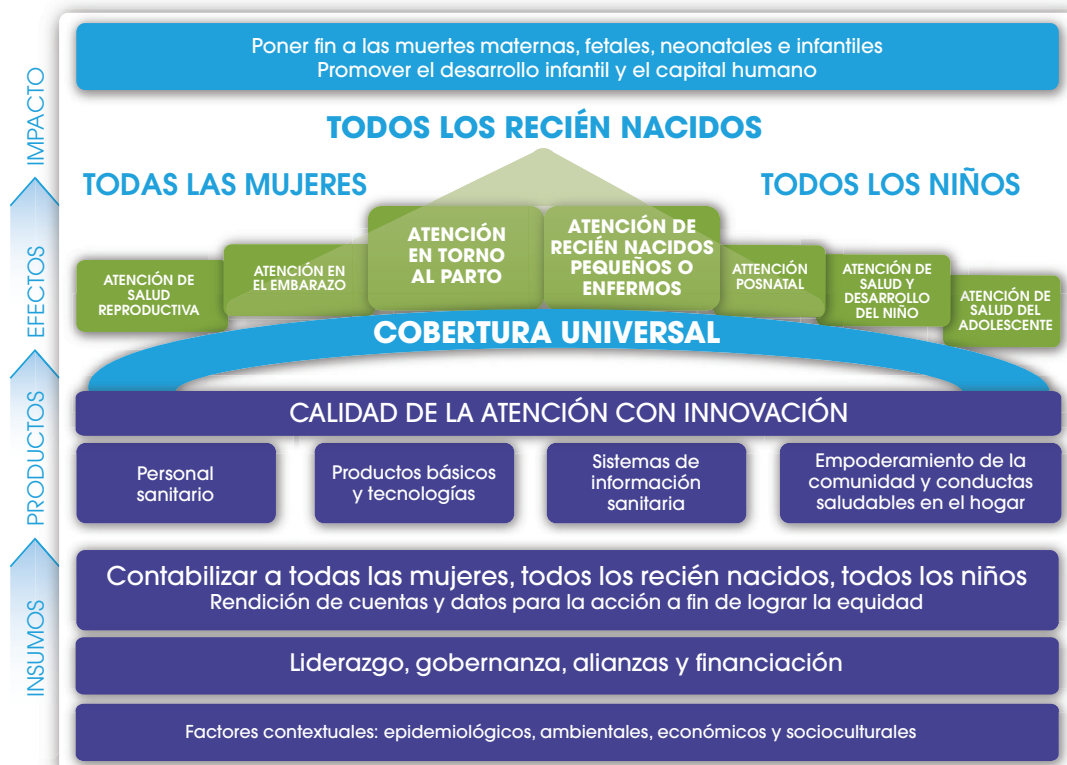 Poner fin a las muertes maternas, fetales, neonatales e infantiles
Promover el desarrollo infantil y el capital humano
TODOS LOS RECIÉN NACIDOS
TODAS LAS MUJERES
TODOS LOS NIÑOS
ATENCIÓN DE
SALUD
REPRODUCTIVA
ATENCIÓN EN
EL EMBARAZO
ATENCIÓN
EN TORNO
AL PARTO
ATENCIÓN DE
RECIÉN NACIDOS
PEQUEÑOS O
ENFERMOS
ATTENCIÓN
POSNATAL
ATENCIÓN DE
SALUD Y
DESARROLLO
DEL NIÑO
ATENCIÓN DE
SALUD DEL
ADOLESCENTE
COBERTURA UNIVERSAL
CALIDAD DE LA ATENCIÓN CON INNOVACIÓN
Personal
sanitario
Productos básicos
y tecnologías
Sistemas de
información
sanitaria
Empoderamiento de la
comunidad y conductas
saludables en el hogar
Contabilizar a todas las mujeres, todos los recién nacidos, todos los niños
Rendición de cuentas y datos para la acción a fin de lograr la equidad
Liderazgo, gobernanza, alianzas y financiación
Factores contextuales: epidemiológicos, ambientales, económicos y socioculturales
IMPACTO
EFECTOS
PRODUCTOS
INSUMOS